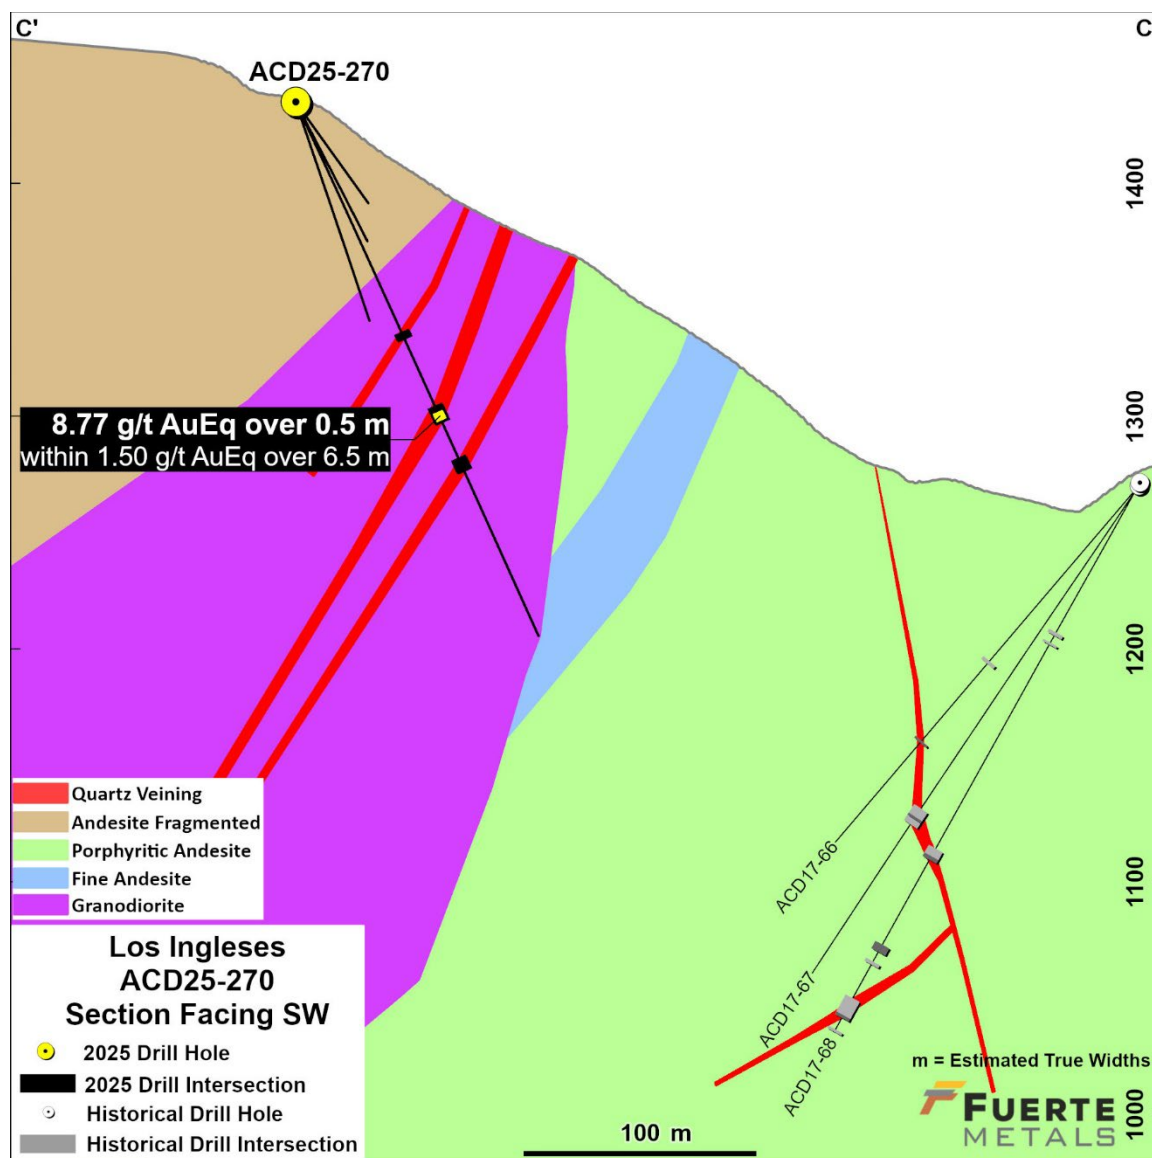 C'
C
ACD25-270
1400
1300
8.77 g/t AuEq over 0.5 m
within 1.50 g/t AuEq over 6.5 m
1200
1100
1000
ACD17-66
ACD17-67
ACD17-68
Quartz Veining
Andesite Fragmented
Porphyritic Andesite
Fine Andesite
Granodiorite
Los Ingleses
ACD25-270
Section Facing SW
2025 Drill Hole
2025 Drill Intersection
Historical Drill Hole
Historical Drill Intersection
100 m
m = Estimated True Widths
FUERTE
METALS